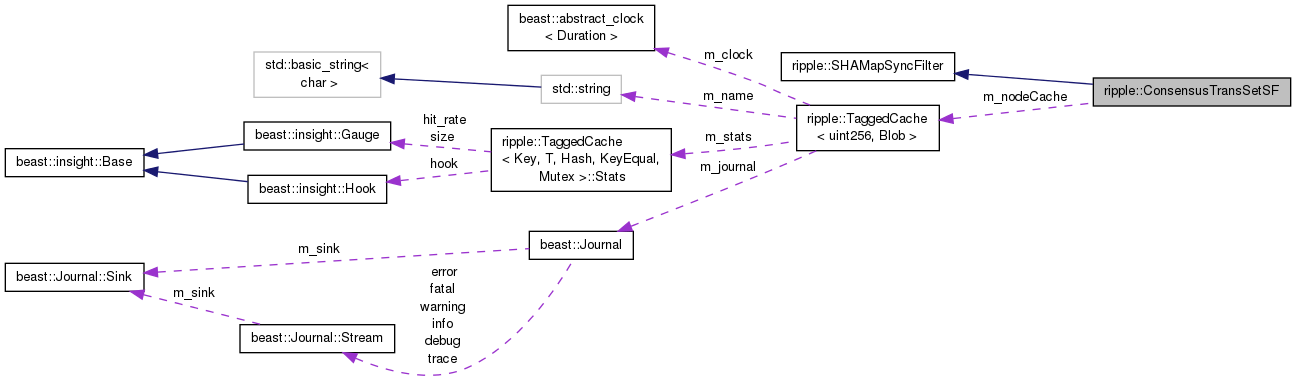 beast::abstract_clock
< Duration >
m_clock
std::basic_string<
char >
std::string
m_name
ripple::SHAMapSyncFilter
ripple::ConsensusTransSetSF
m_nodeCache
ripple::TaggedCache
< uint256, Blob >
beast::insight::Gauge
hit_rate
size
ripple::TaggedCache
< Key, T, Hash, KeyEqual,
Mutex >::Stats
m_stats
beast::insight::Base
hook
beast::insight::Hook
m_journal
beast::Journal
m_sink
beast::Journal::Sink
m_sink
error
fatal
warning
info
debug
trace
beast::Journal::Stream